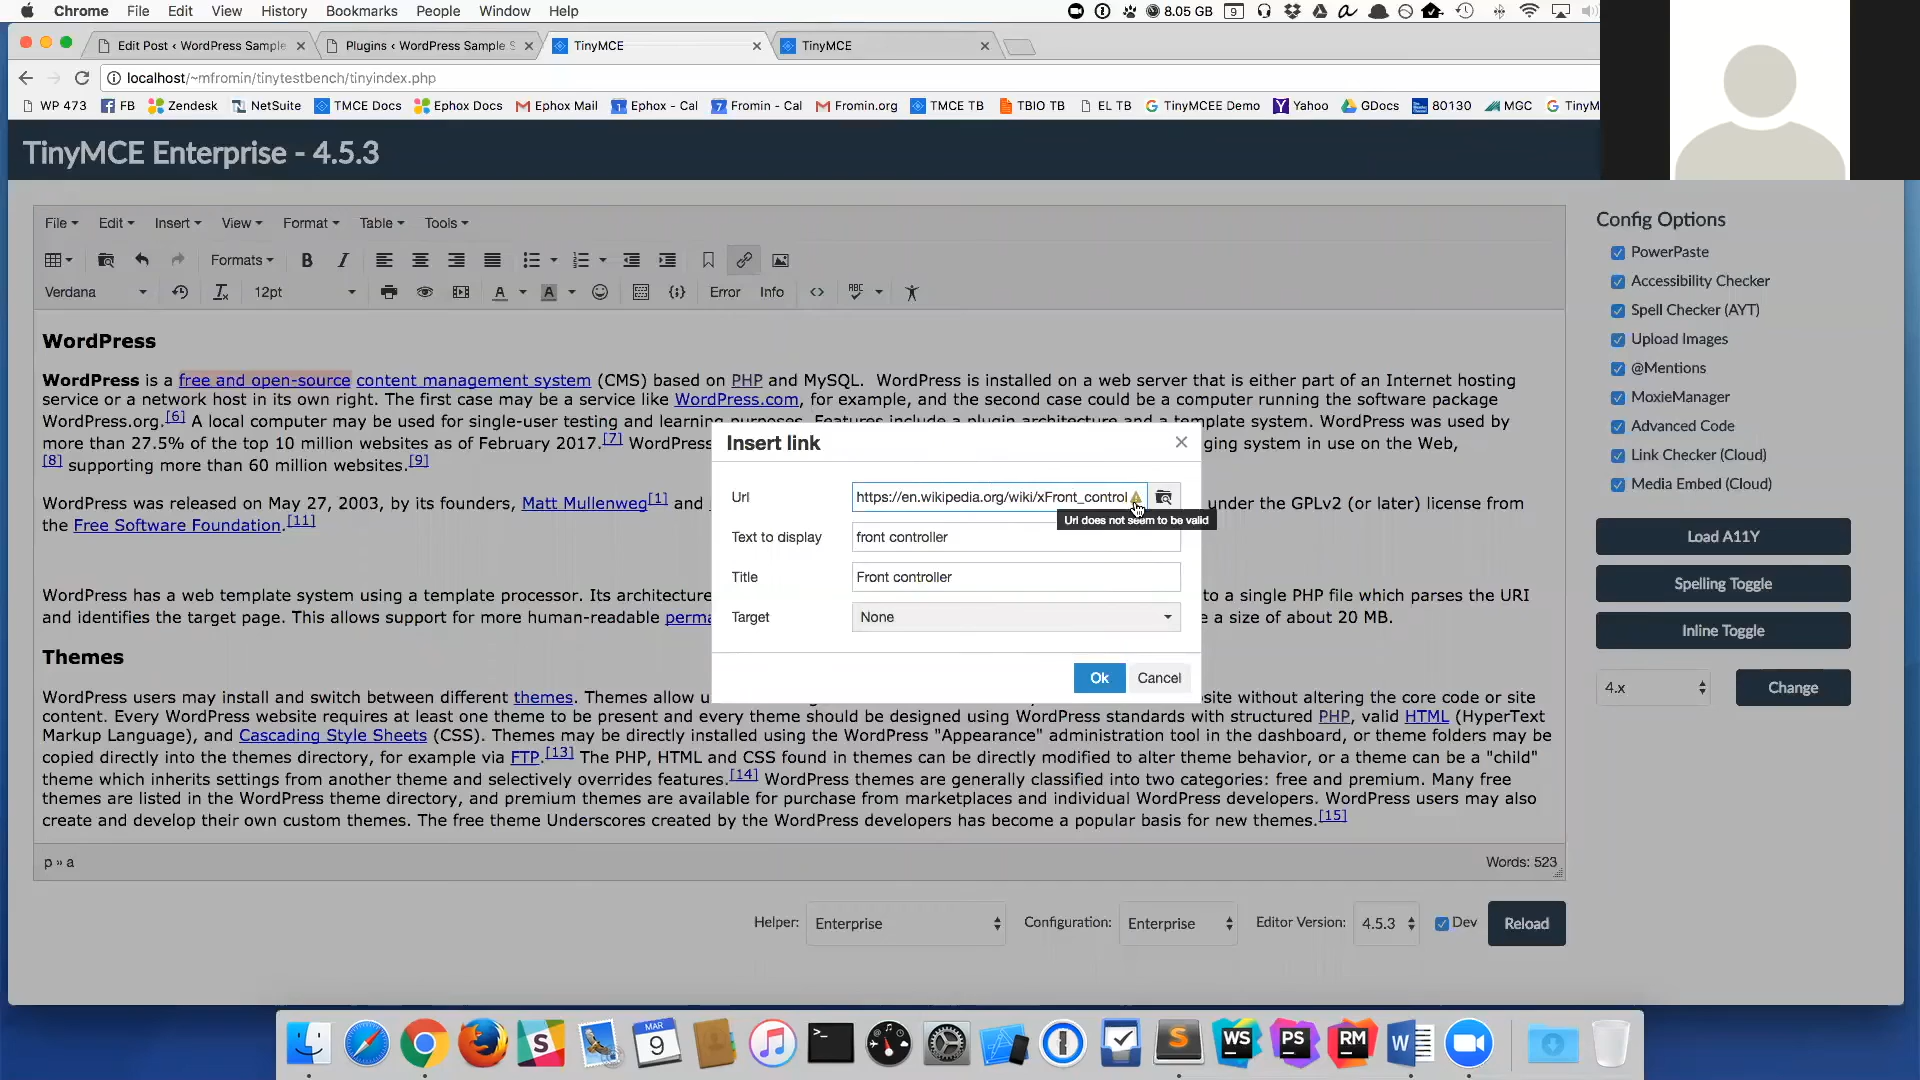 Chrome File Edit View History Bookmarks People Window Help 8.05 GB 9
Edit Post ‹ WordPress Sample Plugins ‹ WordPress Sample S TinyMCE TinyMCE
localhost/~mfromin/tinytestbench/tinyindex.php
WP 473 FB Zendesk NetSuite TMCE Docs Ephox Docs Ephox Mail Ephox - Cal Fromin - Cal Fromin.org TMCE TB TBIO TB EL TB TinyMCEE Demo Yahoo GDocs 80130 MGC TinyM
TinyMCE Enterprise - 4.5.3
File Edit Insert View Format Table Tools
Formats B I
Verdana 12pt A A Error Info ABC
WordPress
WordPress is a free and open-source content management system (CMS) based on PHP and MySQL. WordPress is installed on a web server that is either part of an Internet hosting
service or a network host in its own right. The first case may be a service like WordPress.com, for example, and the second case could be a computer running the software package
WordPress.org.[6] A local computer may be used for single-user testing and learning purposes. Features include a plugin architecture and a template system. WordPress was used by
more than 27.5% of the top 10 million websites as of February 2017.[7] WordPress ging system in use on the Web,
[8] supporting more than 60 million websites.[9]
WordPress was released on May 27, 2003, by its founders, Matt Mullenweg[1] and under the GPLv2 (or later) license from
the Free Software Foundation.[11]
WordPress has a web template system using a template processor. Its architecture to a single PHP file which parses the URI
and identifies the target page. This allows support for more human-readable perma e a size of about 20 MB.
Themes
WordPress users may install and switch between different themes. Themes allow u site without altering the core code or site
content. Every WordPress website requires at least one theme to be present and every theme should be designed using WordPress standards with structured PHP, valid HTML (HyperText
Markup Language), and Cascading Style Sheets (CSS). Themes may be directly installed using the WordPress "Appearance" administration tool in the dashboard, or theme folders may be
copied directly into the themes directory, for example via FTP.[13] The PHP, HTML and CSS found in themes can be directly modified to alter theme behavior, or a theme can be a "child"
theme which inherits settings from another theme and selectively overrides features.[14] WordPress themes are generally classified into two categories: free and premium. Many free
themes are listed in the WordPress theme directory, and premium themes are available for purchase from marketplaces and individual WordPress developers. WordPress users may also
create and develop their own custom themes. The free theme Underscores created by the WordPress developers has become a popular basis for new themes.[15]
p » a Words: 523
Insert link
Url https://en.wikipedia.org/wiki/xFront_control
Url does not seem to be valid
Text to display front controller
Title Front controller
Target None
Ok Cancel
Config Options
PowerPaste
Accessibility Checker
Spell Checker (AYT)
Upload Images
@Mentions
MoxieManager
Advanced Code
Link Checker (Cloud)
Media Embed (Cloud)
Load A11Y
Spelling Toggle
Inline Toggle
4.x Change
Helper: Enterprise Configuration: Enterprise Editor Version: 4.5.3 Dev Reload
MAR
9
S WS PS RM W